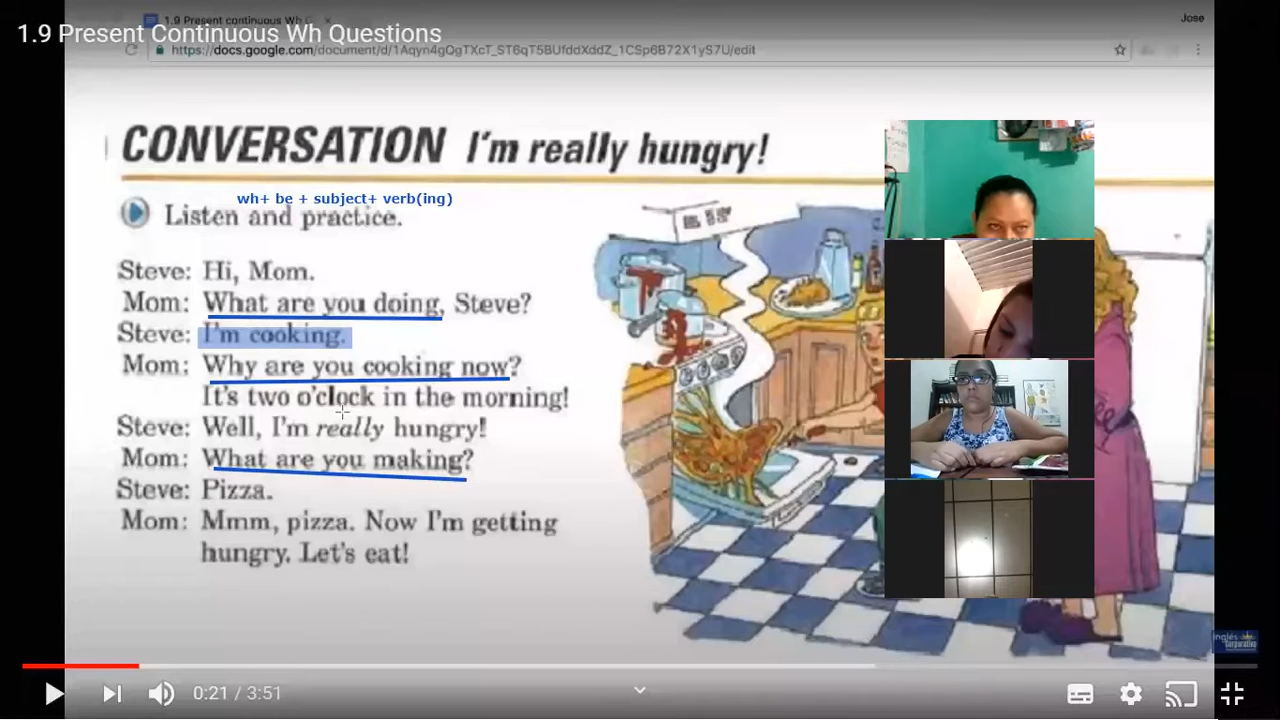 1.9 Present Continuous Wh Questions
1.9 Present continuous Wh
Jose
https://docs.google.com/document/d/1Aqyn4gQgTXcT_ST6qT5BUfddXddZ_1CSp6B72X1yS7U/edit
CONVERSATION I'm really hungry!
wh+ be + subject+ verb(ing)
Listen and practice.
Steve: Hi, Mom.
Mom: What are you doing, Steve?
Steve: I'm cooking.
Mom: Why are you cooking now?
It's two o'clock in the morning!
Steve: Well, I'm really hungry!
Mom: What are you making?
Steve: Pizza.
Mom: Mmm, pizza. Now I'm getting
hungry. Let's eat!
Inglés
Corporativo
0:21 / 3:51